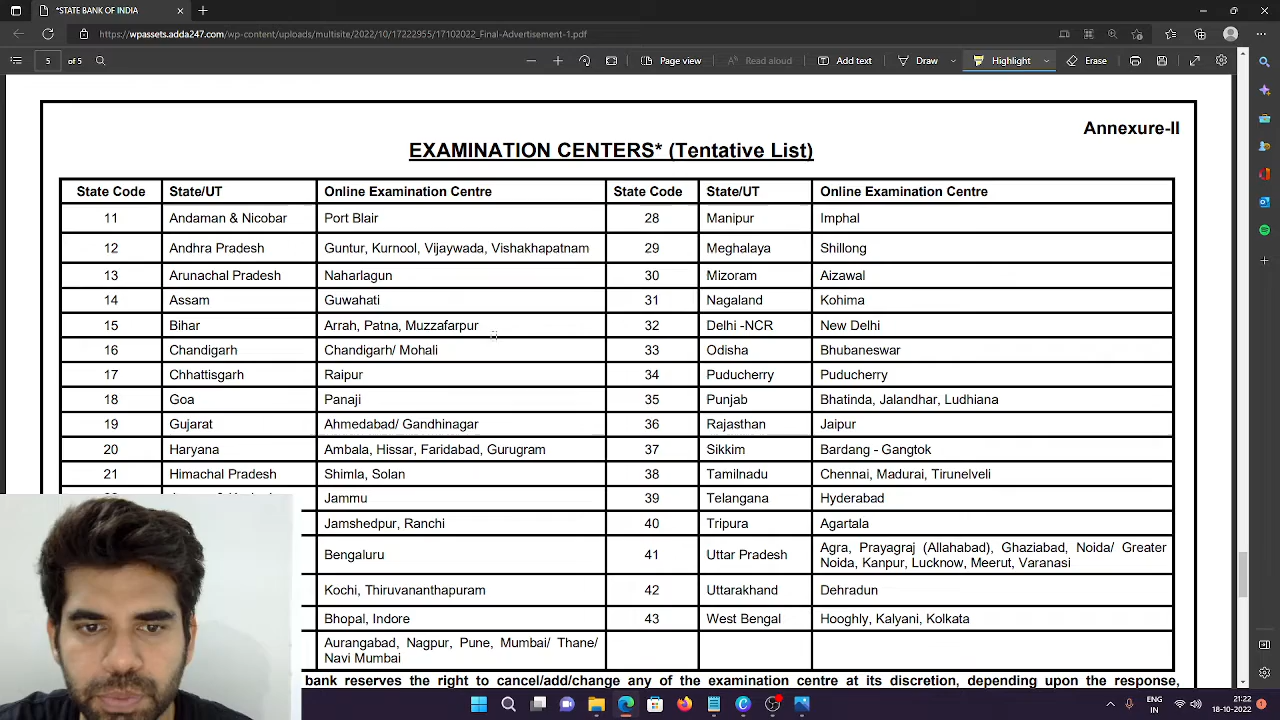 *STATE BANK OF INDIA
https://wpassets.adda247.com/wp-content/uploads/multisite/2022/10/17222955/17102022_Final-Advertisement-1.pdf
5 of 5
Page view
Read aloud
Add text
Draw
Highlight
Erase
Annexure-II
EXAMINATION CENTERS* (Tentative List)
State Code State/UT Online Examination Centre State Code State/UT Online Examination Centre
11 Andaman & Nicobar Port Blair 28 Manipur Imphal
12 Andhra Pradesh Guntur, Kurnool, Vijaywada, Vishakhapatnam 29 Meghalaya Shillong
13 Arunachal Pradesh Naharlagun 30 Mizoram Aizawal
14 Assam Guwahati 31 Nagaland Kohima
15 Bihar Arrah, Patna, Muzzafarpur 32 Delhi -NCR New Delhi
16 Chandigarh Chandigarh/ Mohali 33 Odisha Bhubaneswar
17 Chhattisgarh Raipur 34 Puducherry Puducherry
18 Goa Panaji 35 Punjab Bhatinda, Jalandhar, Ludhiana
19 Gujarat Ahmedabad/ Gandhinagar 36 Rajasthan Jaipur
20 Haryana Ambala, Hissar, Faridabad, Gurugram 37 Sikkim Bardang - Gangtok
21 Himachal Pradesh Shimla, Solan 38 Tamilnadu Chennai, Madurai, Tirunelveli
Jammu 39 Telangana Hyderabad
Jamshedpur, Ranchi 40 Tripura Agartala
Bengaluru 41 Uttar Pradesh Agra, Prayagraj (Allahabad), Ghaziabad, Noida/ Greater
Noida, Kanpur, Lucknow, Meerut, Varanasi
Kochi, Thiruvananthapuram 42 Uttarakhand Dehradun
Bhopal, Indore 43 West Bengal Hooghly, Kalyani, Kolkata
Aurangabad, Nagpur, Pune, Mumbai/ Thane/
Navi Mumbai
bank reserves the right to cancel/add/change any of the examination centre at its discretion, depending upon the response,
ENG
IN
21:22
18-10-2022